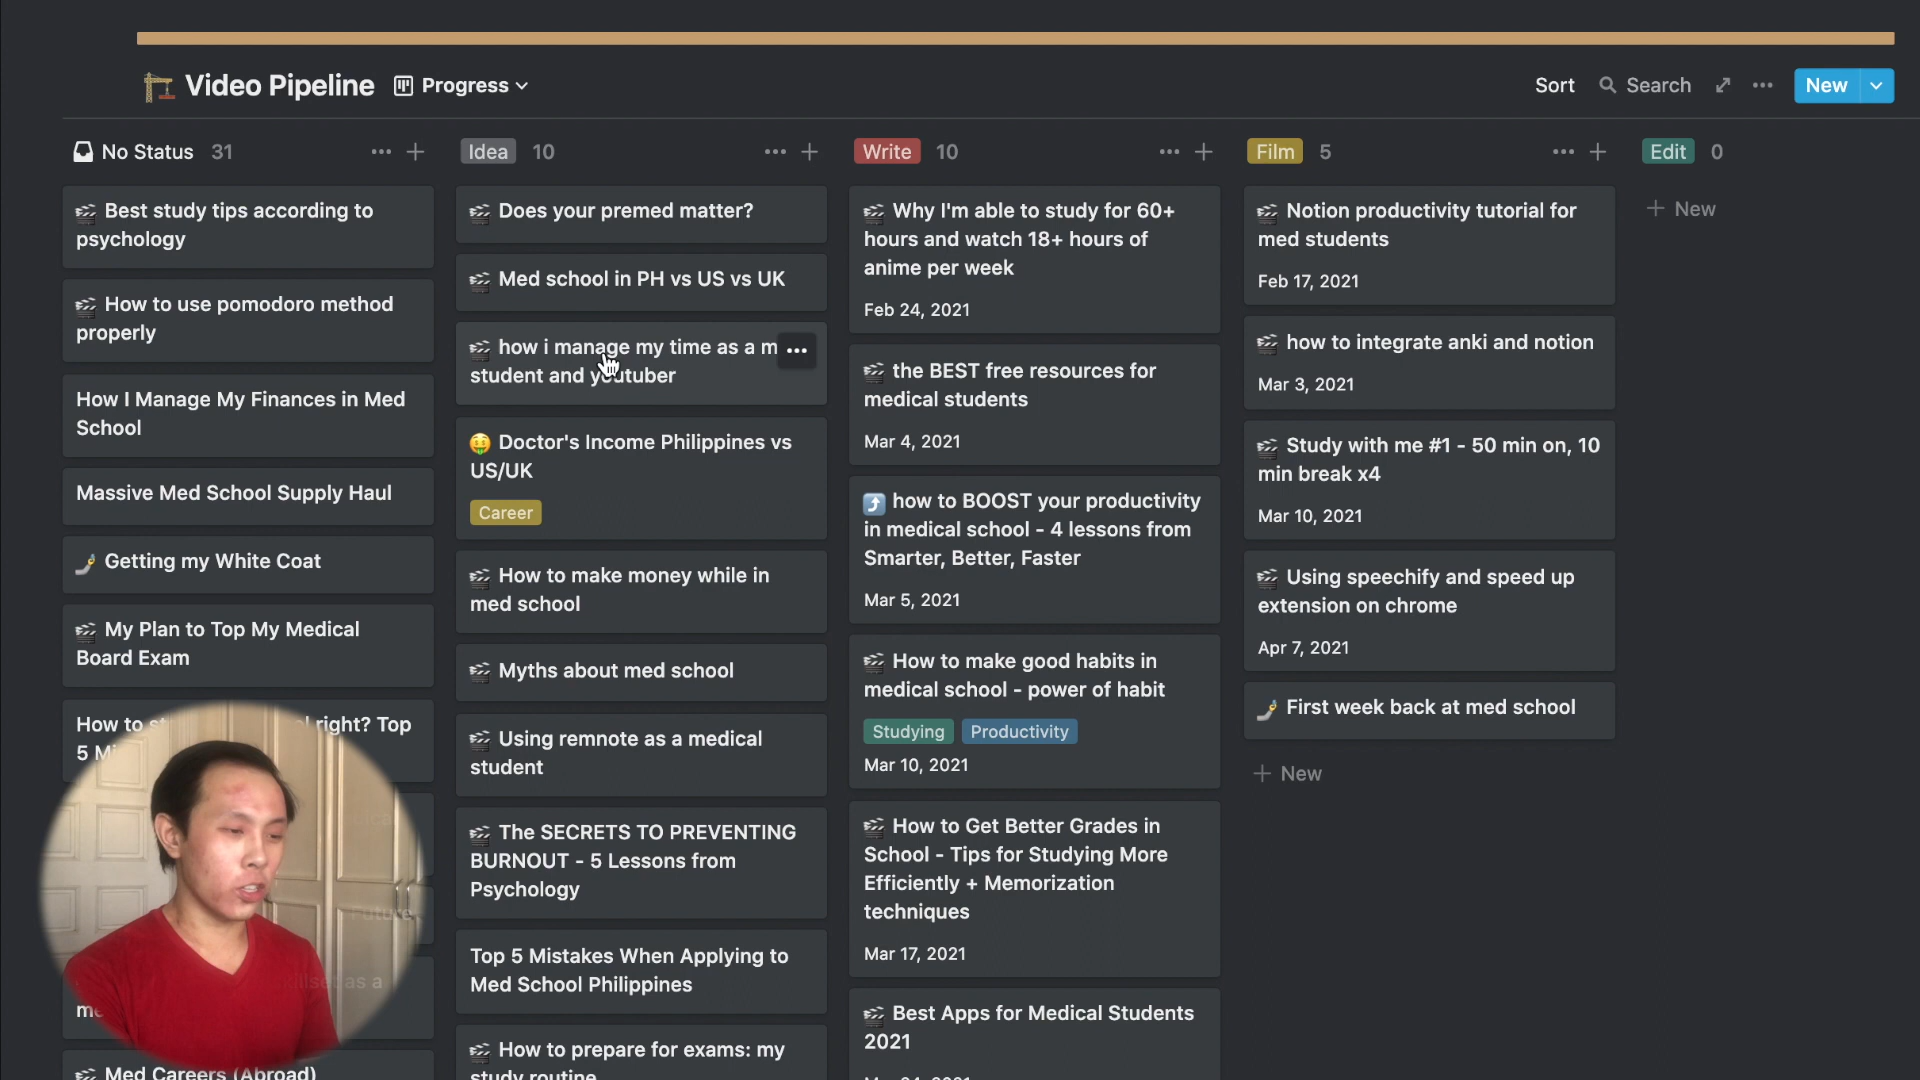 Video Pipeline Progress
Sort Search New
No Status 31
Best study tips according to
psychology
How to use pomodoro method
properly
How I Manage My Finances in Med
School
Massive Med School Supply Haul
Getting my White Coat
My Plan to Top My Medical
Board Exam
right? Top
Med Careers (Abroad)
Idea 10
Does your premed matter?
Med school in PH vs US vs UK
how i manage my time as a m
student and youtuber
Doctor's Income Philippines vs
US/UK
Career
How to make money while in
med school
Myths about med school
Using remnote as a medical
student
The SECRETS TO PREVENTING
BURNOUT - 5 Lessons from
Psychology
Top 5 Mistakes When Applying to
Med School Philippines
How to prepare for exams: my
study routine
Write 10
Why I'm able to study for 60+
hours and watch 18+ hours of
anime per week
Feb 24, 2021
the BEST free resources for
medical students
Mar 4, 2021
how to BOOST your productivity
in medical school - 4 lessons from
Smarter, Better, Faster
Mar 5, 2021
How to make good habits in
medical school - power of habit
Studying Productivity
Mar 10, 2021
How to Get Better Grades in
School - Tips for Studying More
Efficiently + Memorization
techniques
Mar 17, 2021
Best Apps for Medical Students
2021
Film 5
Notion productivity tutorial for
med students
Feb 17, 2021
how to integrate anki and notion
Mar 3, 2021
Study with me #1 - 50 min on, 10
min break x4
Mar 10, 2021
Using speechify and speed up
extension on chrome
Apr 7, 2021
First week back at med school
+ New
Edit 0
+ New